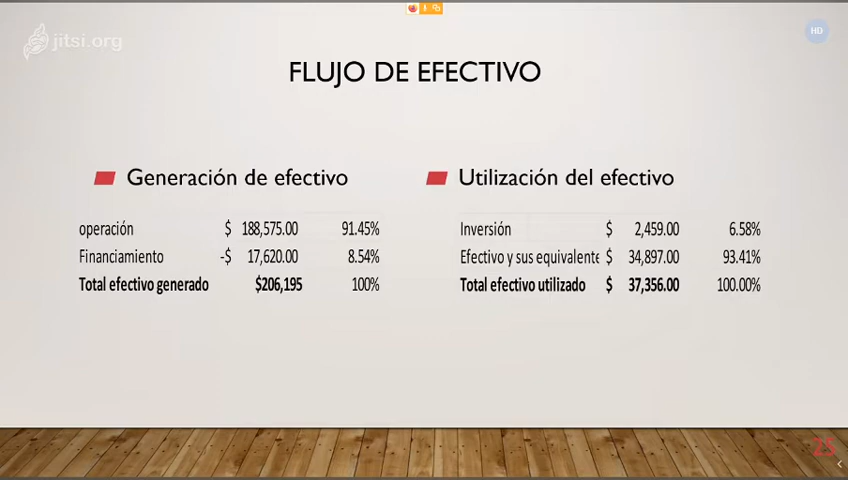 jitsi.org
HD
FLUJO DE EFECTIVO
Generación de efectivo
operación $ 188,575.00 91.45%
Financiamiento -$ 17,620.00 8.54%
Total efectivo generado $206,195 100%
Utilización del efectivo
Inversión $ 2,459.00 6.58%
Efectivo y sus equivalente $ 34,897.00 93.41%
Total efectivo utilizado $ 37,356.00 100.00%
25